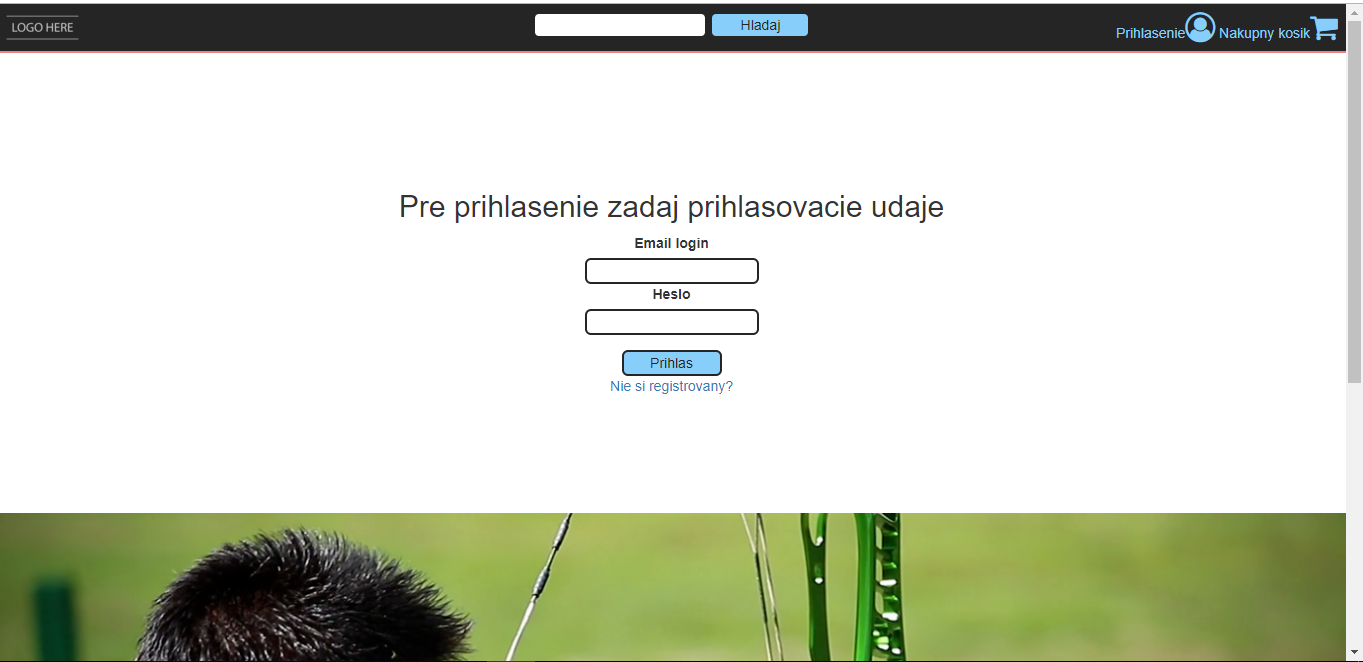 LOGO HERE
Hladaj
Prihlasenie Nakupny kosik
Pre prihlasenie zadaj prihlasovacie udaje
Email login
Heslo
Prihlas
Nie si registrovany?